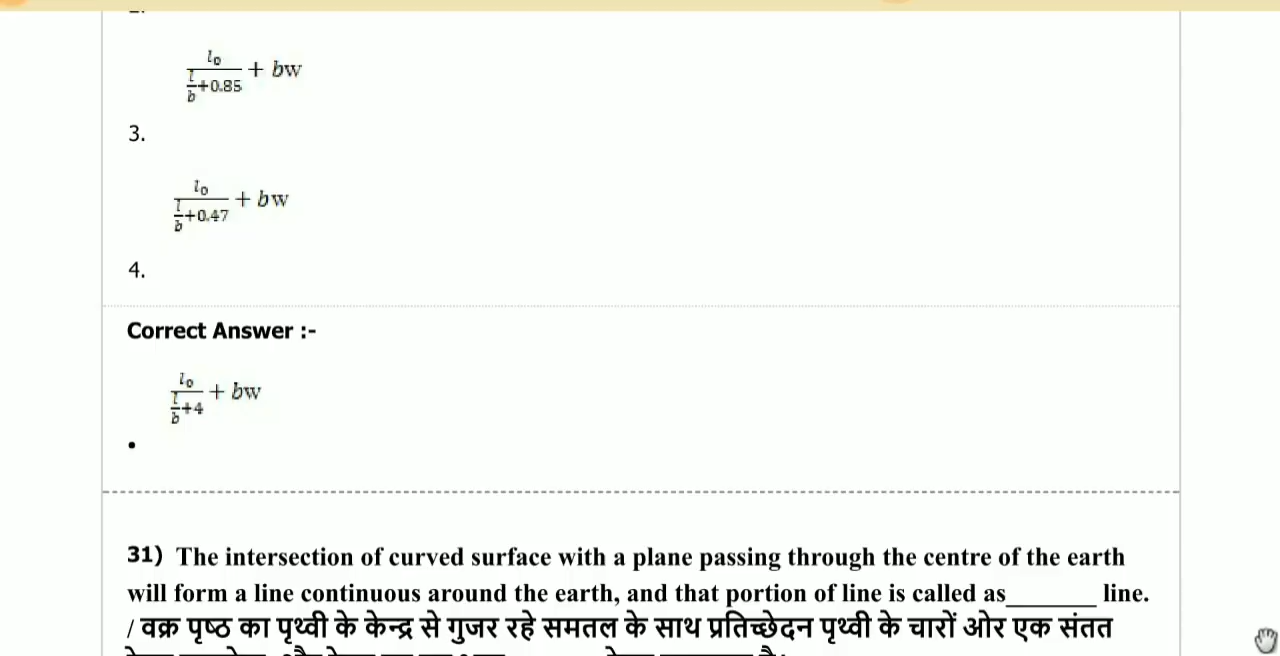 l₀ / (l/b + 0.85) + bw
3.
l₀ / (l/b + 0.47) + bw
4.
Correct Answer :-
l₀ / (l/b + 4) + bw
•
31) The intersection of curved surface with a plane passing through the centre of the earth
will form a line continuous around the earth, and that portion of line is called as_______ line.
/ वक्र पृष्ठ का पृथ्वी के केन्द्र से गुजर रहे समतल के साथ प्रतिच्छेदन पृथ्वी के चारों ओर एक संतत